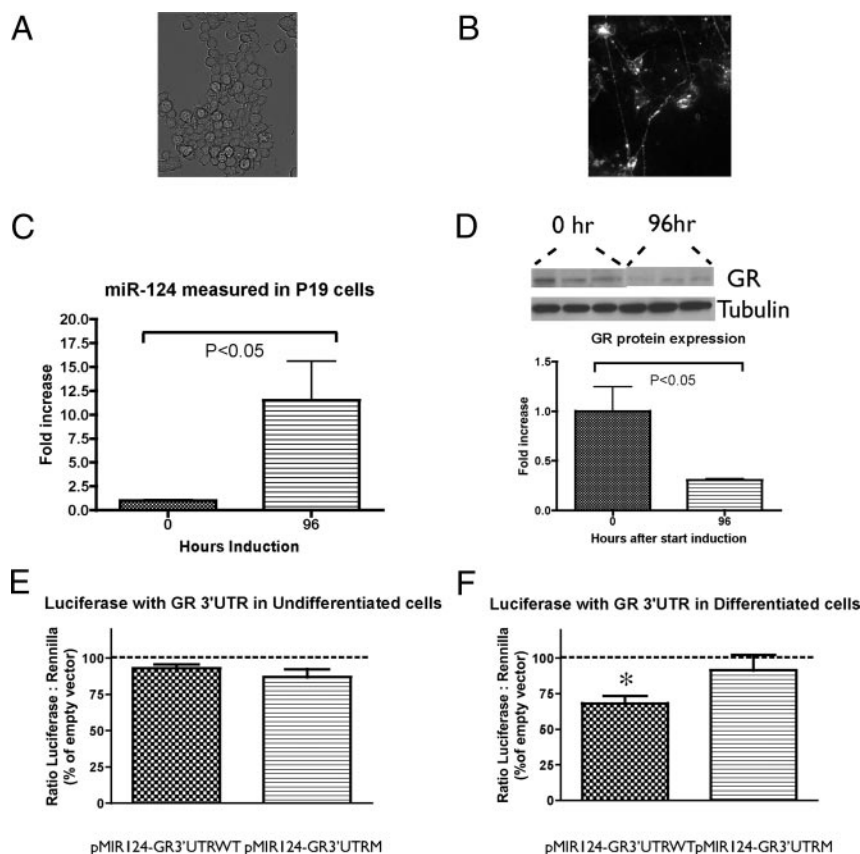 A
B
C
miR-124 measured in P19 cells
20.0
17.5
15.0
12.5
10.0
7.5
5.0
2.5
0.0
Fold increase
P<0.05
0
96
Hours Induction
D
0 hr
96hr
GR
Tubulin
GR protein expression
1.5
1.0
0.5
0.0
Fold increase
P<0.05
0
96
Hours after start induction
E
Luciferase with GR 3'UTR in Undifferentiated cells
Ratio Luciferase : Rennilla
(% of empty vector)
100
75
50
25
0
pMIR124-GR3'UTRWT
pMIR124-GR3'UTRM
F
Luciferase with GR 3'UTR in Differentiated cells
Ratio Luciferase : Rennilla
(%of empty vector)
100
75
50
25
0
*
pMIR124-GR3'UTRWT
pMIR124-GR3'UTRM